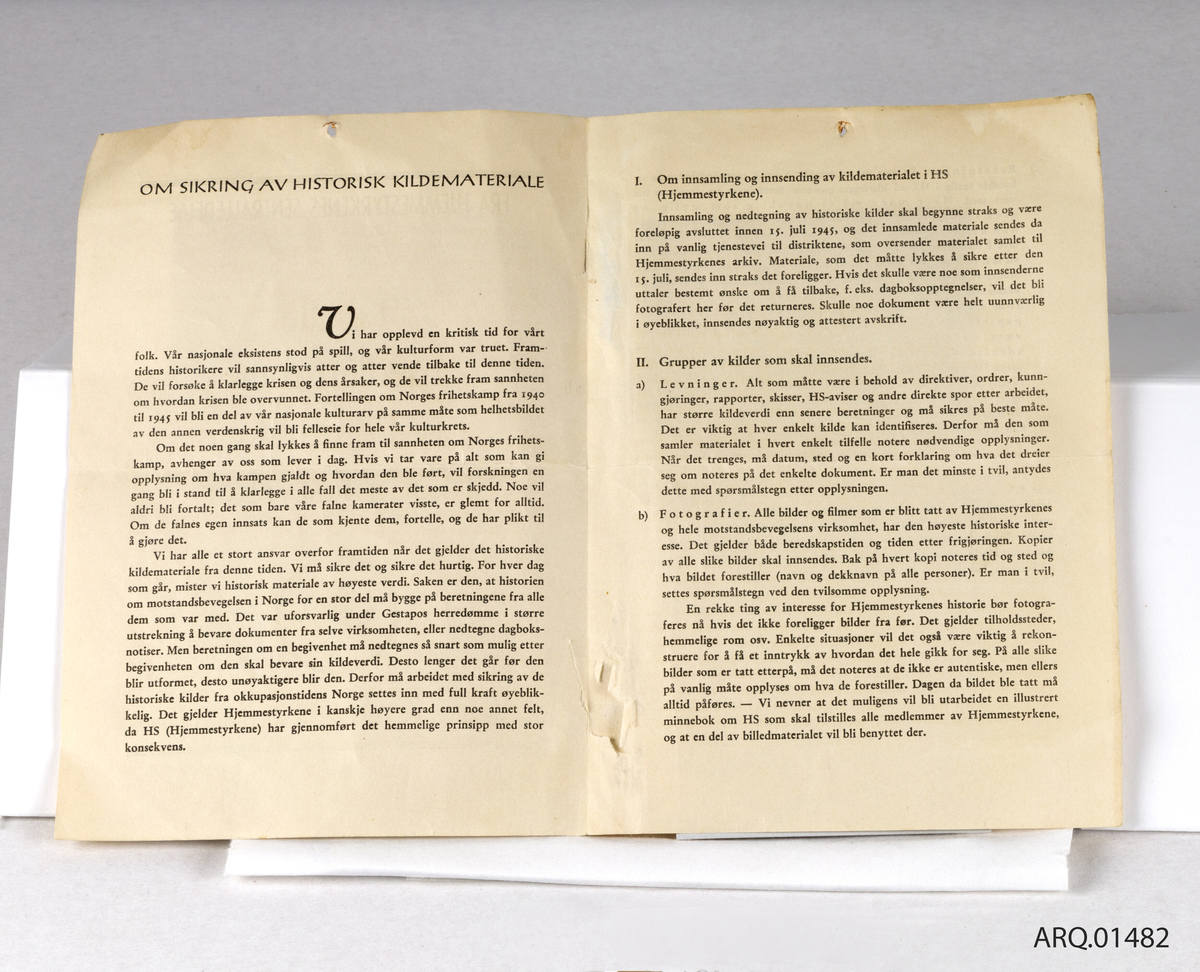 OM SIKRING AV HISTORISK KILDEMATERIALE
Vi har opplevd en kritisk tid for vårt
folk. Vår nasjonale eksistens stod på spill, og vår kulturform var truet. Fram-
tidens historikere vil sannsynligvis atter og atter vende tilbake til denne tiden.
De vil forsøke å klarlegge krisen og dens årsaker, og de vil trekke fram sannheten
om hvordan krisen ble overvunnet. Fortellingen om Norges frihetskamp fra 1940
til 1945 vil bli en del av vår nasjonale kulturarv på samme måte som helhetsbildet
av den annen verdenskrig vil bli felleseie for hele vår kulturkrets.
Om det noen gang skal lykkes å finne fram til sannheten om Norges frihets-
kamp, avhenger av oss som lever i dag. Hvis vi tar vare på alt som kan gi
opplysning om hva kampen gjaldt og hvordan den ble ført, vil forskningen en
gang bli i stand til å klarlegge i alle fall det meste av det som er skjedd. Noe vil
aldri bli fortalt; det som bare våre falne kamerater visste, er glemt for alltid.
Om de falnes egen innsats kan de som kjente dem, fortelle, og de har plikt til
å gjøre det.
Vi har alle et stort ansvar overfor framtiden når det gjelder det historiske
kildemateriale fra denne tiden. Vi må sikre det og sikre det hurtig. For hver dag
som går, mister vi historisk materiale av høyeste verdi. Saken er den, at historien
om motstandsbevegelsen i Norge for en stor del må bygge på beretningene fra alle
dem som var med. Det var uforsvarlig under Gestapos herredømme i større
utstrekning å bevare dokumenter fra selve virksomheten, eller nedtegne dagboks-
notiser. Men beretningen om en begivenhet må nedtegnes så snart som mulig etter
begivenheten om den skal bevare sin kildeverdi. Desto lenger det går før den
blir utformet, desto unøyaktigere blir den. Derfor må arbeidet med sikring av de
historiske kilder fra okkupasjonstidens Norge settes inn med full kraft øyeblik-
kelig. Det gjelder Hjemmestyrkene i kanskje høyere grad enn noe annet felt,
da HS (Hjemmestyrkene) har gjennomført det hemmelige prinsipp med stor
konsekvens.
I. Om innsamling og innsending av kildematerialet i HS
(Hjemmestyrkene).
Innsamling og nedtegning av historiske kilder skal begynne straks og være
foreløpig avsluttet innen 15. juli 1945, og det innsamlede materiale sendes da
inn på vanlig tjenestevei til distriktene, som oversender materialet samlet til
Hjemmestyrkenes arkiv. Materiale, som det måtte lykkes å sikre etter den
15. juli, sendes inn straks det foreligger. Hvis det skulle være noe som innsenderne
uttaler bestemt ønske om å få tilbake, f. eks. dagboksopptegnelser, vil det bli
fotografert her før det returneres. Skulle noe dokument være helt uunnværlig
i øyeblikket, innsendes nøyaktig og attestert avskrift.
II. Grupper av kilder som skal innsendes.
a) Levninger. Alt som måtte være i behold av direktiver, ordrer, kunn-
gjøringer, rapporter, skisser, HS-aviser og andre direkte spor etter arbeidet,
har større kildeverdi enn senere beretninger og må sikres på beste måte.
Det er viktig at hver enkelt kilde kan identifiseres. Derfor må den som
samler materialet i hvert enkelt tilfelle notere nødvendige opplysninger.
Når det trenges, må datum, sted og en kort forklaring om hva det dreier
seg om noteres på det enkelte dokument. Er man det minste i tvil, antydes
dette med spørsmålstegn etter opplysningen.
b) Fotografier. Alle bilder og filmer som er blitt tatt av Hjemmestyrkenes
og hele motstandsbevegelsens virksomhet, har den høyeste historiske inter-
esse. Det gjelder både beredskapstiden og tiden etter frigjøringen. Kopier
av alle slike bilder skal innsendes. Bak på hvert kopi noteres tid og sted og
hva bildet forestiller (navn og dekknavn på alle personer). Er man i tvil,
settes spørsmålstegn ved den tvilsomme opplysning.
En rekke ting av interesse for Hjemmestyrkenes historie bør fotogra-
feres nå hvis det ikke foreligger bilder fra før. Det gjelder tilholdssteder,
hemmelige rom osv. Enkelte situasjoner vil det også være viktig å rekon-
struere for å få et inntrykk av hvordan det hele gikk for seg. På alle slike
bilder som er tatt etterpå, må det noteres at de ikke er autentiske, men ellers
på vanlig måte opplyses om hva de forestiller. Dagen da bildet ble tatt må
alltid påføres. — Vi nevner at det muligens vil bli utarbeidet en illustrert
minnebok om HS som skal tilstilles alle medlemmer av Hjemmestyrkene,
og at en del av billedmaterialet vil bli benyttet der.
ARQ.01482